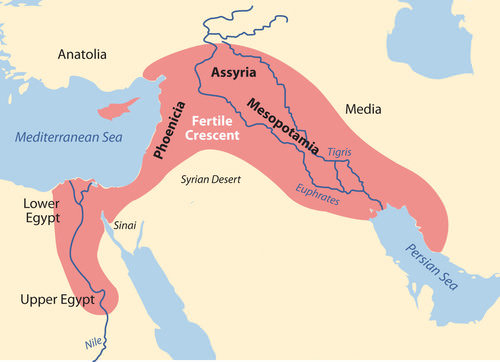 Anatolia
Assyria
Media
Mesopotamia
Phoenicia
Fertile
Crescent
Mediterranean Sea
Tigris
Syrian Desert
Euphrates
Lower
Egypt
Sinai
Persian Sea
Upper Egypt
Nile